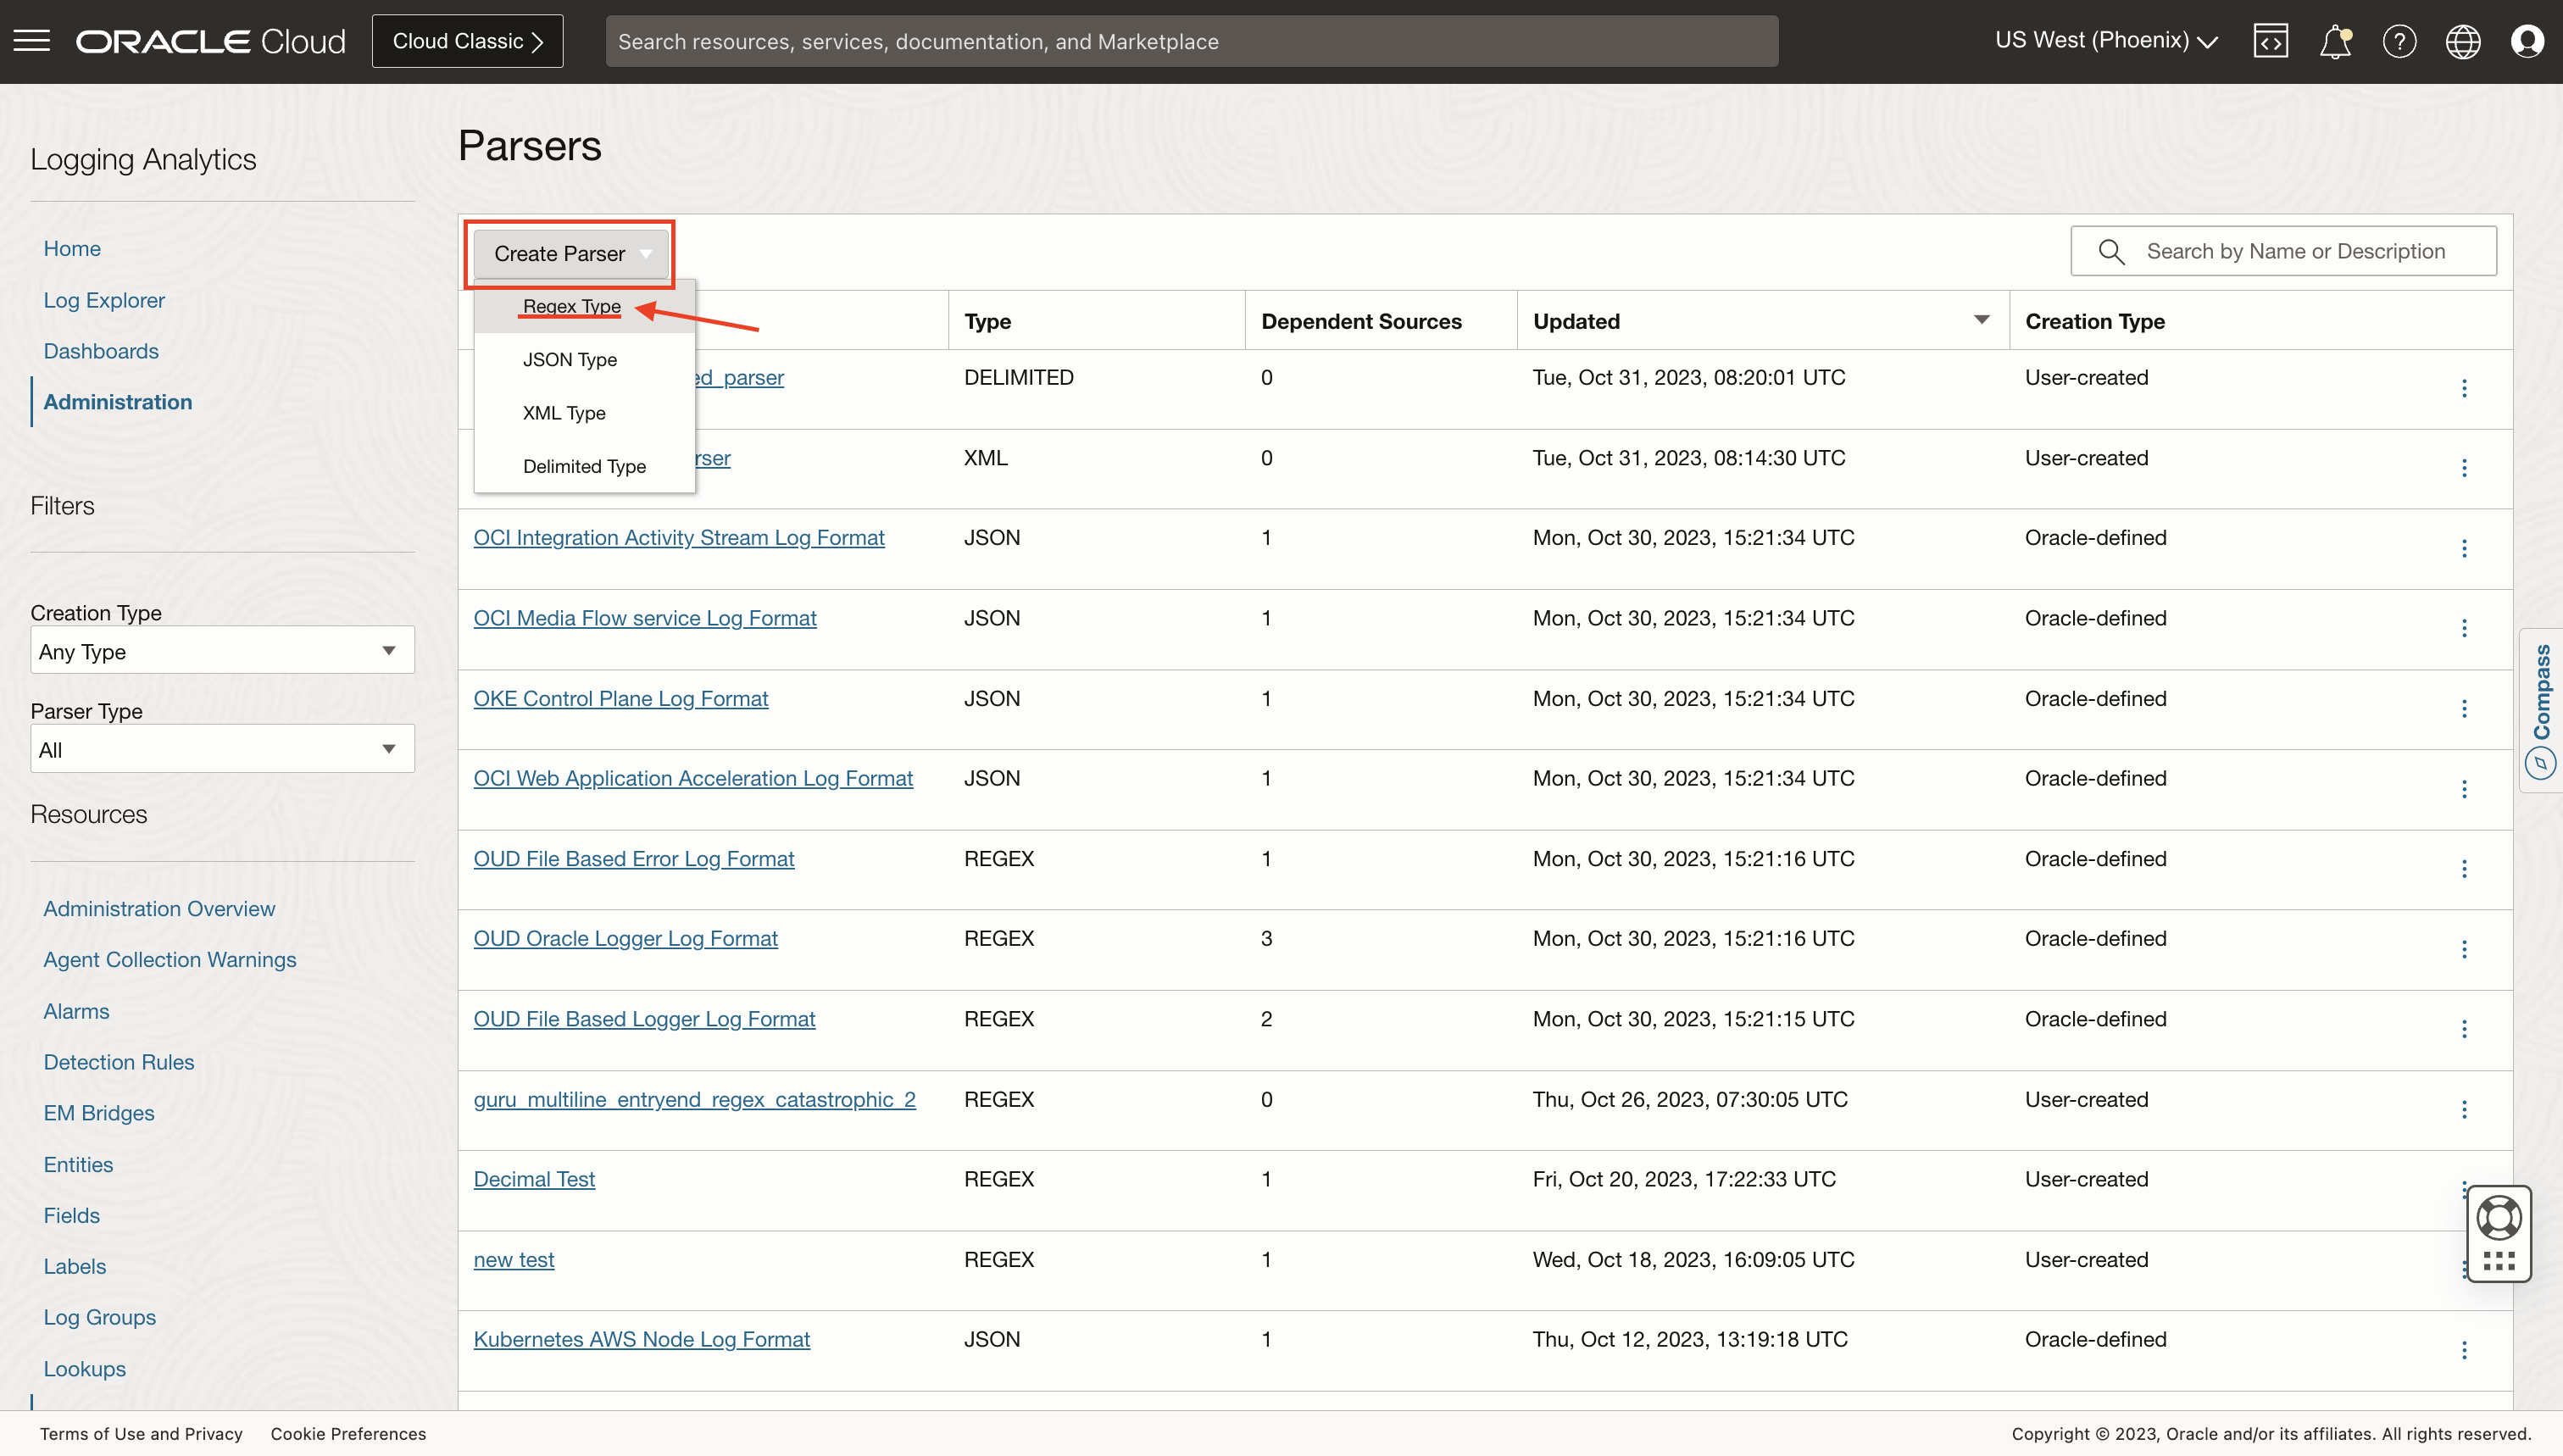 ORACLE Cloud
Cloud Classic
Search resources, services, documentation, and Marketplace
US West (Phoenix)
Logging Analytics
Home
Log Explorer
Dashboards
Administration
Filters
Creation Type
Any Type
Parser Type
All
Resources
Administration Overview
Agent Collection Warnings
Alarms
Detection Rules
EM Bridges
Entities
Fields
Labels
Log Groups
Lookups
Parsers
Create Parser
Search by Name or Description
Regex Type
JSON Type
XML Type
Delimited Type
Type Dependent Sources Updated Creation Type
ed_parser DELIMITED 0 Tue, Oct 31, 2023, 08:20:01 UTC User-created
rser XML 0 Tue, Oct 31, 2023, 08:14:30 UTC User-created
OCI Integration Activity Stream Log Format JSON 1 Mon, Oct 30, 2023, 15:21:34 UTC Oracle-defined
OCI Media Flow service Log Format JSON 1 Mon, Oct 30, 2023, 15:21:34 UTC Oracle-defined
OKE Control Plane Log Format JSON 1 Mon, Oct 30, 2023, 15:21:34 UTC Oracle-defined
OCI Web Application Acceleration Log Format JSON 1 Mon, Oct 30, 2023, 15:21:34 UTC Oracle-defined
OUD File Based Error Log Format REGEX 1 Mon, Oct 30, 2023, 15:21:16 UTC Oracle-defined
OUD Oracle Logger Log Format REGEX 3 Mon, Oct 30, 2023, 15:21:16 UTC Oracle-defined
OUD File Based Logger Log Format REGEX 2 Mon, Oct 30, 2023, 15:21:15 UTC Oracle-defined
guru_multiline_entryend_regex_catastrophic_2 REGEX 0 Thu, Oct 26, 2023, 07:30:05 UTC User-created
Decimal Test REGEX 1 Fri, Oct 20, 2023, 17:22:33 UTC User-created
new test REGEX 1 Wed, Oct 18, 2023, 16:09:05 UTC User-created
Kubernetes AWS Node Log Format JSON 1 Thu, Oct 12, 2023, 13:19:18 UTC Oracle-defined
Compass
Terms of Use and Privacy Cookie Preferences
Copyright © 2023, Oracle and/or its affiliates. All rights reserved.